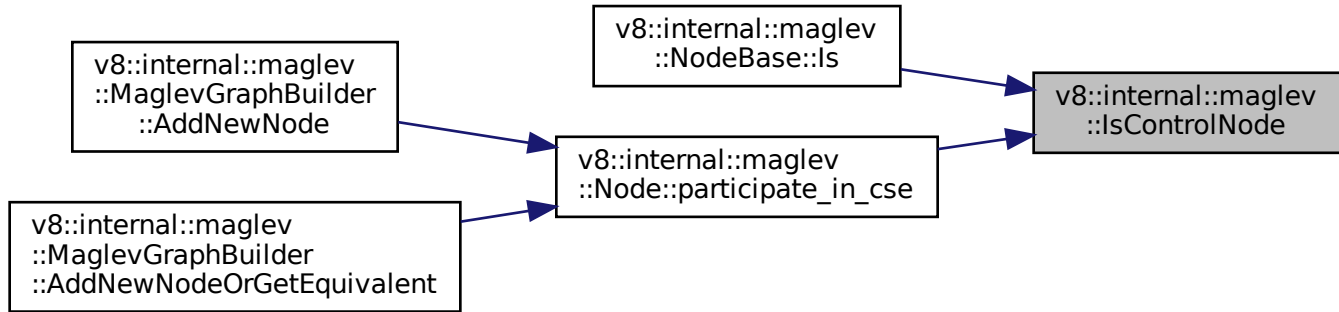 v8::internal::maglev
::MaglevGraphBuilder
::AddNewNode
v8::internal::maglev
::MaglevGraphBuilder
::AddNewNodeOrGetEquivalent
v8::internal::maglev
::NodeBase::Is
v8::internal::maglev
::Node::participate_in_cse
v8::internal::maglev
::IsControlNode